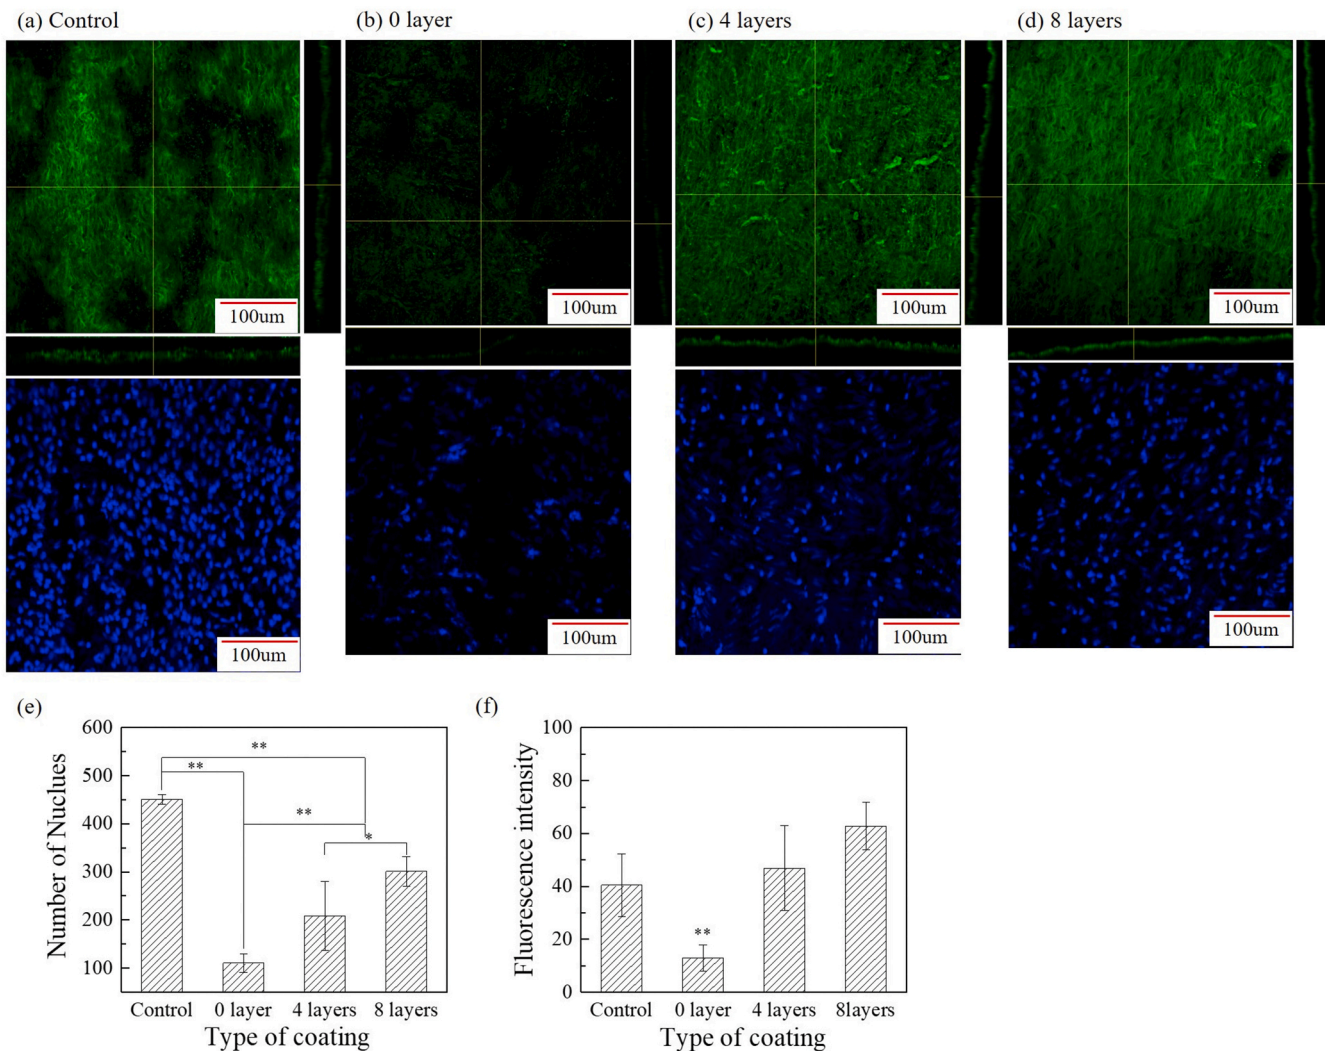 (a) Control
(b) 0 layer
(c) 4 layers
(d) 8 layers
100um
100um
100um
100um
100um
100um
100um
100um
(e)
600
500
400
300
200
100
Number of Nuclues
**
**
**
*
Control
0 layer
4 layers
8 layers
Type of coating
(f)
100
80
60
40
20
0
Fluorescence intensity
**
Control
0 layer
4 layers
8layers
Type of coating